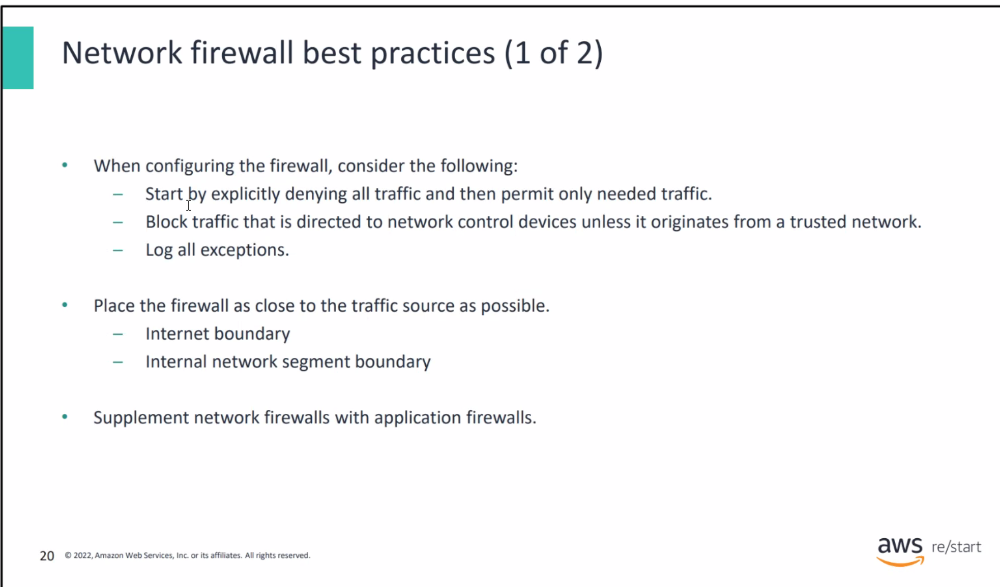 Network firewall best practices (1 of 2)
• When configuring the firewall, consider the following:
– Start by explicitly denying all traffic and then permit only needed traffic.
– Block traffic that is directed to network control devices unless it originates from a trusted network.
– Log all exceptions.
• Place the firewall as close to the traffic source as possible.
– Internet boundary
– Internal network segment boundary
• Supplement network firewalls with application firewalls.
20 © 2022, Amazon Web Services, Inc. or its affiliates. All rights reserved.
aws re/start